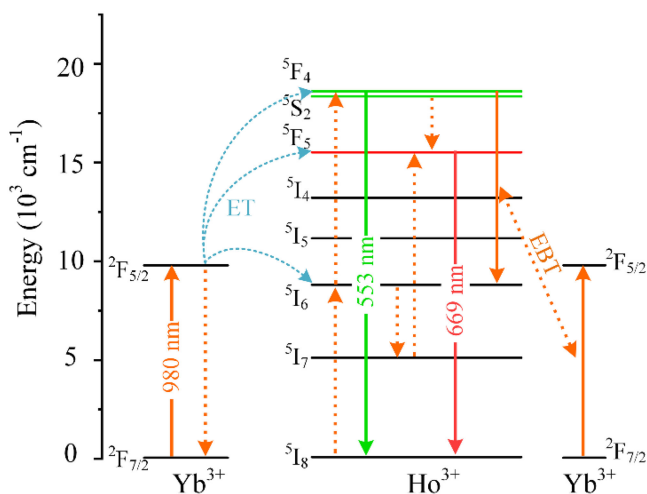 Energy (10³ cm⁻¹)
20
15
10
5
0
²F₅/₂
²F₇/₂
980 nm
Yb³⁺
ET
⁵F₄
⁵S₂
⁵F₅
⁵I₄
⁵I₅
⁵I₆
⁵I₇
⁵I₈
553 nm
669 nm
Ho³⁺
EBT
²F₅/₂
²F₇/₂
Yb³⁺